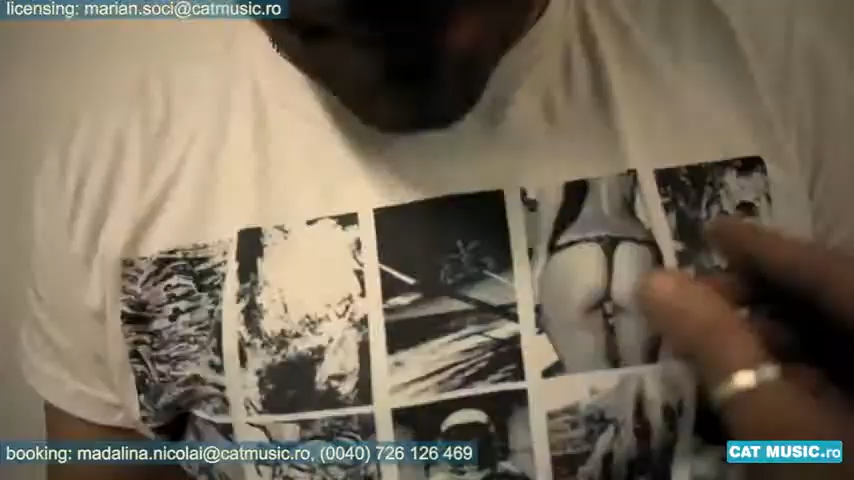 licensing: marian.soci@catmusic.ro
booking: madalina.nicolai@catmusic.ro, (0040) 726 126 469
CAT MUSIC.ro